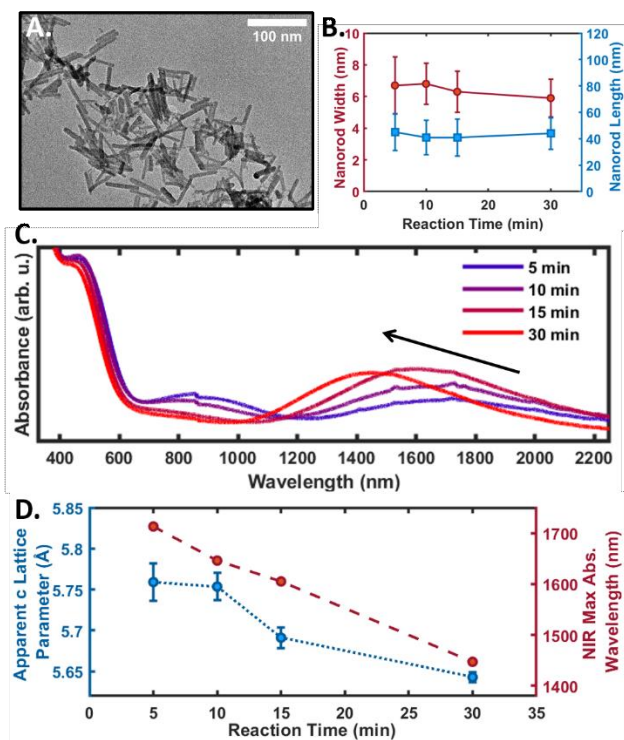 A.
100 nm
B.
Nanorod Width (nm)
10
8
6
4
2
0
120
100
80
60
40
20
0
Nanorod Length (nm)
0
10
20
30
Reaction Time (min)
C.
Absorbance (arb. u.)
5 min
10 min
15 min
30 min
400
600
800
1000
1200
1400
1600
1800
2000
2200
Wavelength (nm)
D.
Apparent c Lattice
Parameter (Å)
5.85
5.8
5.75
5.7
5.65
1700
1600
1500
1400
NIR Max Abs.
Wavelength (nm)
0
5
10
15
20
25
30
35
Reaction Time (min)